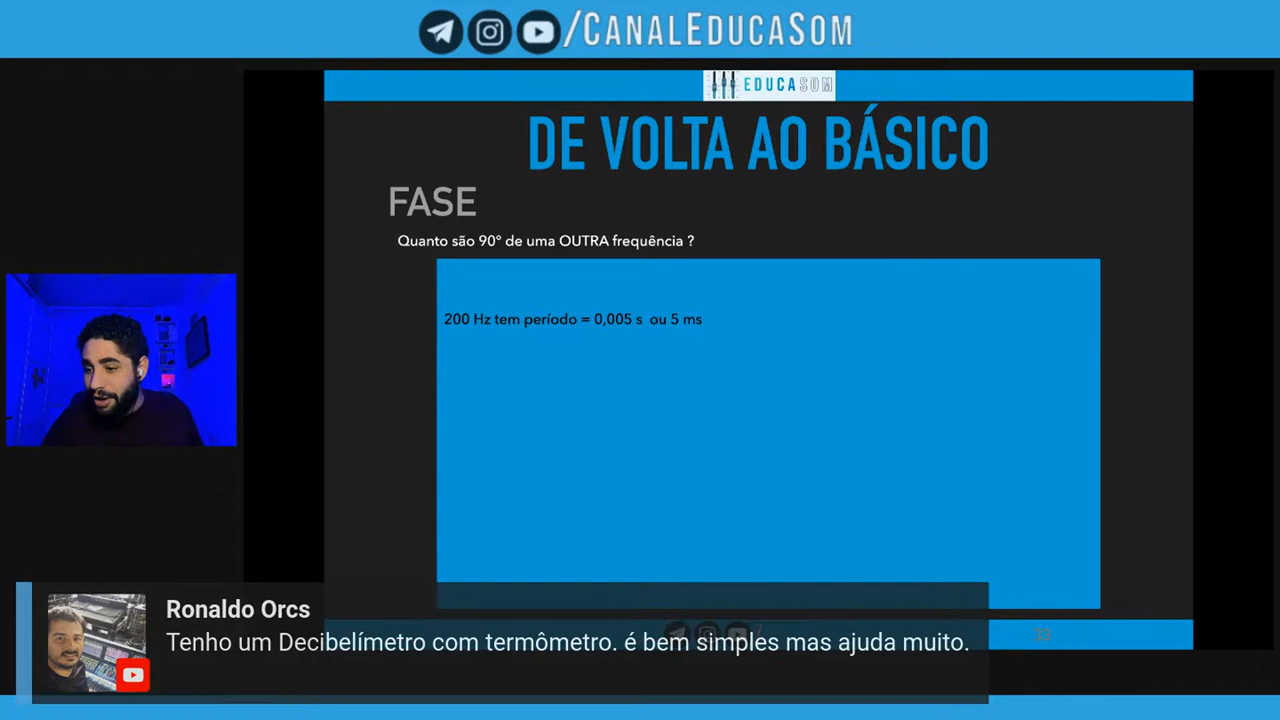 /CANALEDUCASOM
EDUCASOM
DE VOLTA AO BÁSICO
FASE
Quanto são 90° de uma OUTRA frequência ?
200 Hz tem período = 0,005 s ou 5 ms
33
Ronaldo Orcs
Tenho um Decibelímetro com termômetro. é bem simples mas ajuda muito.